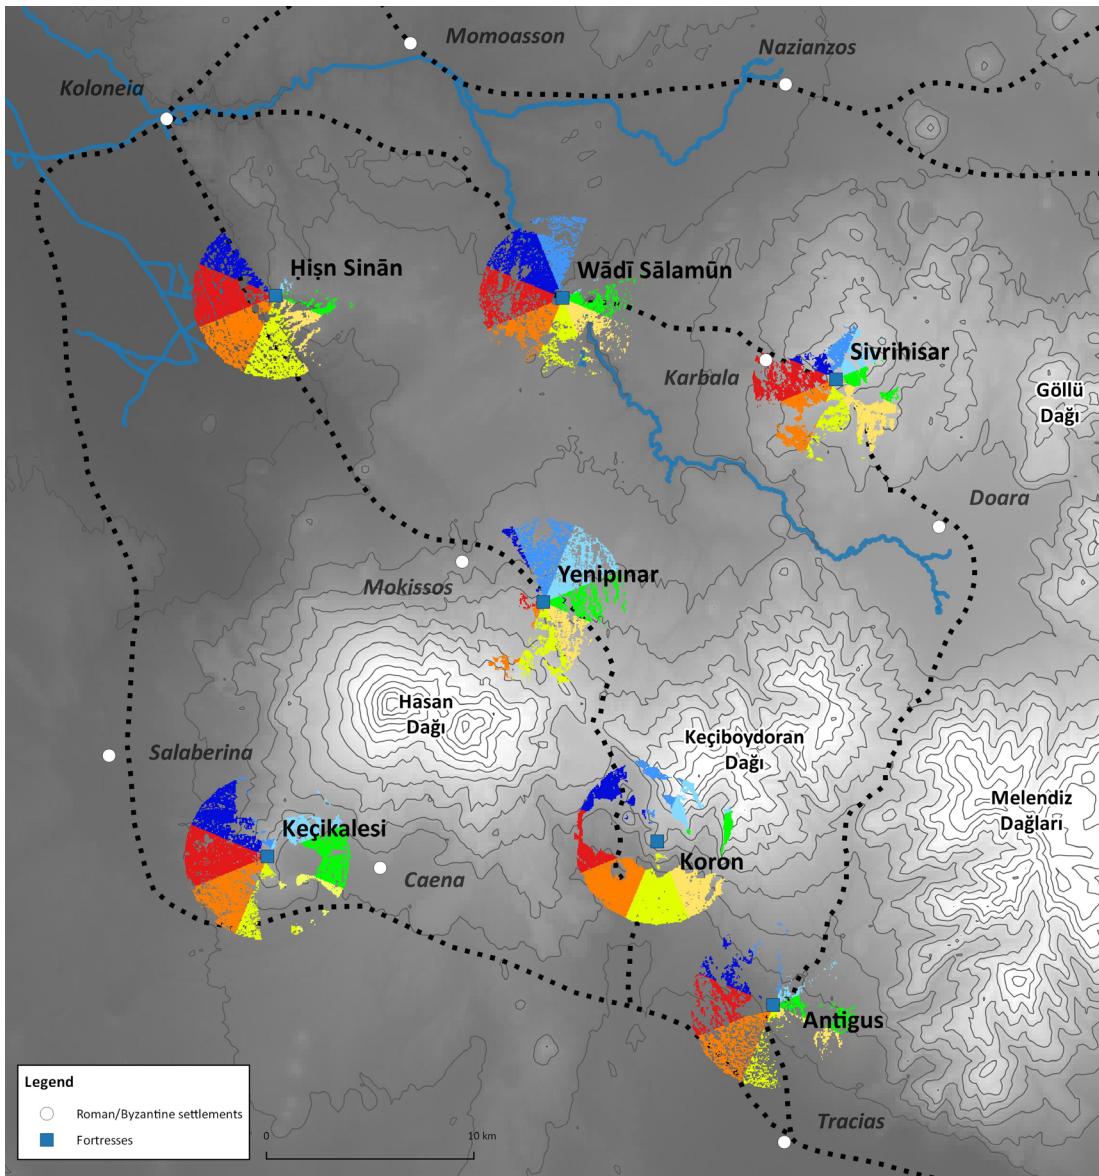 Momoasson
Nazianzos
Koloneia
Ḥiṣn Sinān
Wādī Sālamūn
Sivrihisar
Karbala
Göllü
Dağı
Doara
Yenipınar
Mokissos
Hasan
Dağı
Keçiboydoran
Dağı
Salaberina
Melendiz
Dağları
Keçikalesi
Koron
Caena
Antigus
Tracias
Legend
Roman/Byzantine settlements
Fortresses
0
10 km